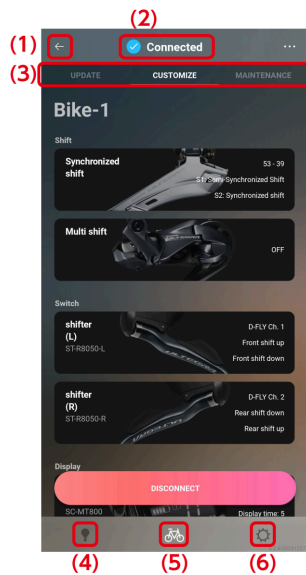 (2)
(1)
Connected
(3)
UPDATE CUSTOMIZE MAINTENANCE
Bike-1
Shift
Synchronized shift
53 - 39
S1: Semi-Synchronized Shift
S2: Synchronized shift
Multi shift
OFF
Switch
shifter
(L)
ST-R8050-L
D-FLY Ch. 1
Front shift up
Front shift down
shifter
(R)
ST-R8050-R
D-FLY Ch. 2
Rear shift down
Rear shift up
Display
DISCONNECT
SC-MT800
Display time: 5
(4) (5) (6)